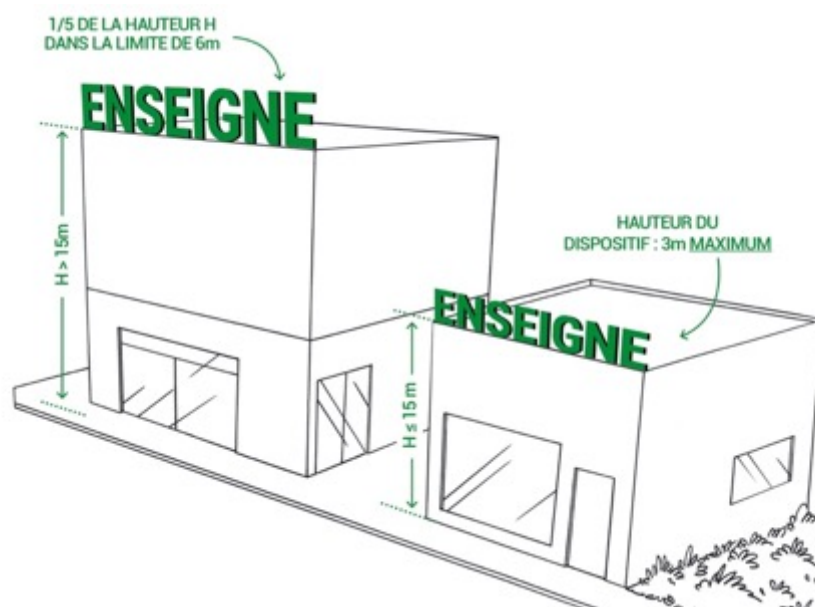 1/5 DE LA HAUTEUR H
DANS LA LIMITE DE 6m
ENSEIGNE
H > 15m
HAUTEUR DU
DISPOSITIF : 3m MAXIMUM
ENSEIGNE
H ≤ 15m